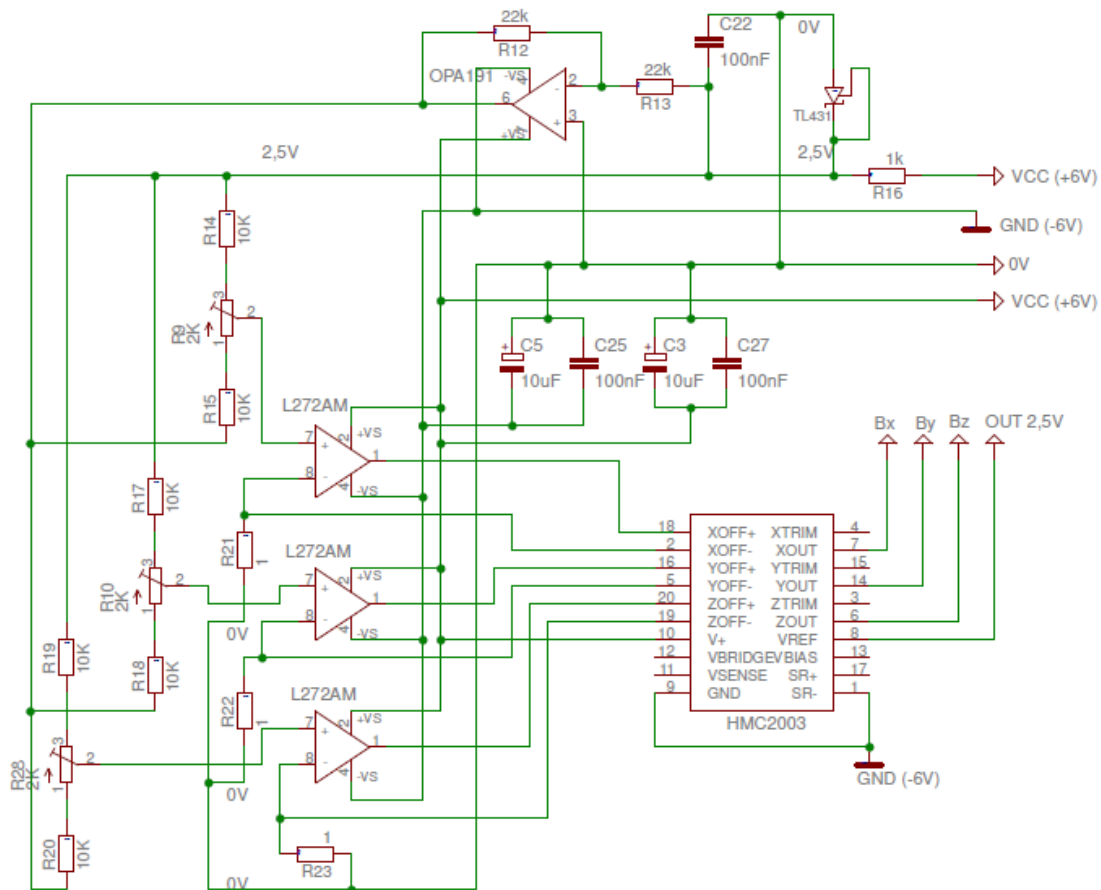 22k
R12
C22
0V
100nF
OPA191
-VS
4
6
2
-
22k
R13
3
+
+VS
TL431
2,5V
2,5V
1k
R16
VCC (+6V)
GND (-6V)
0V
VCC (+6V)
R14
10K
3
2
1
R9
2K
R15
10K
+
C5
10uF
C25
100nF
+
C3
10uF
C27
100nF
L272AM
7
+
2
+VS
8
-
1
4
-VS
Bx
By
Bz
OUT 2,5V
R17
10K
3
2
1
R10
2K
R18
10K
R21
1
L272AM
7
+
2
+VS
8
-
1
4
-VS
0V
18 XOFF+ XTRIM 4
2 XOFF- XOUT 7
16 YOFF+ YTRIM 15
5 YOFF- YOUT 14
20 ZOFF+ ZTRIM 3
19 ZOFF- ZOUT 6
10 V+ VREF 8
12 VBRIDGEVBIAS 13
11 VSENSE SR+ 17
9 GND SR- 1
HMC2003
GND (-6V)
R19
10K
R22
1
L272AM
7
+
2
+VS
8
-
1
4
-VS
3
2
1
R28
2K
0V
R20
10K
1
R23
0V